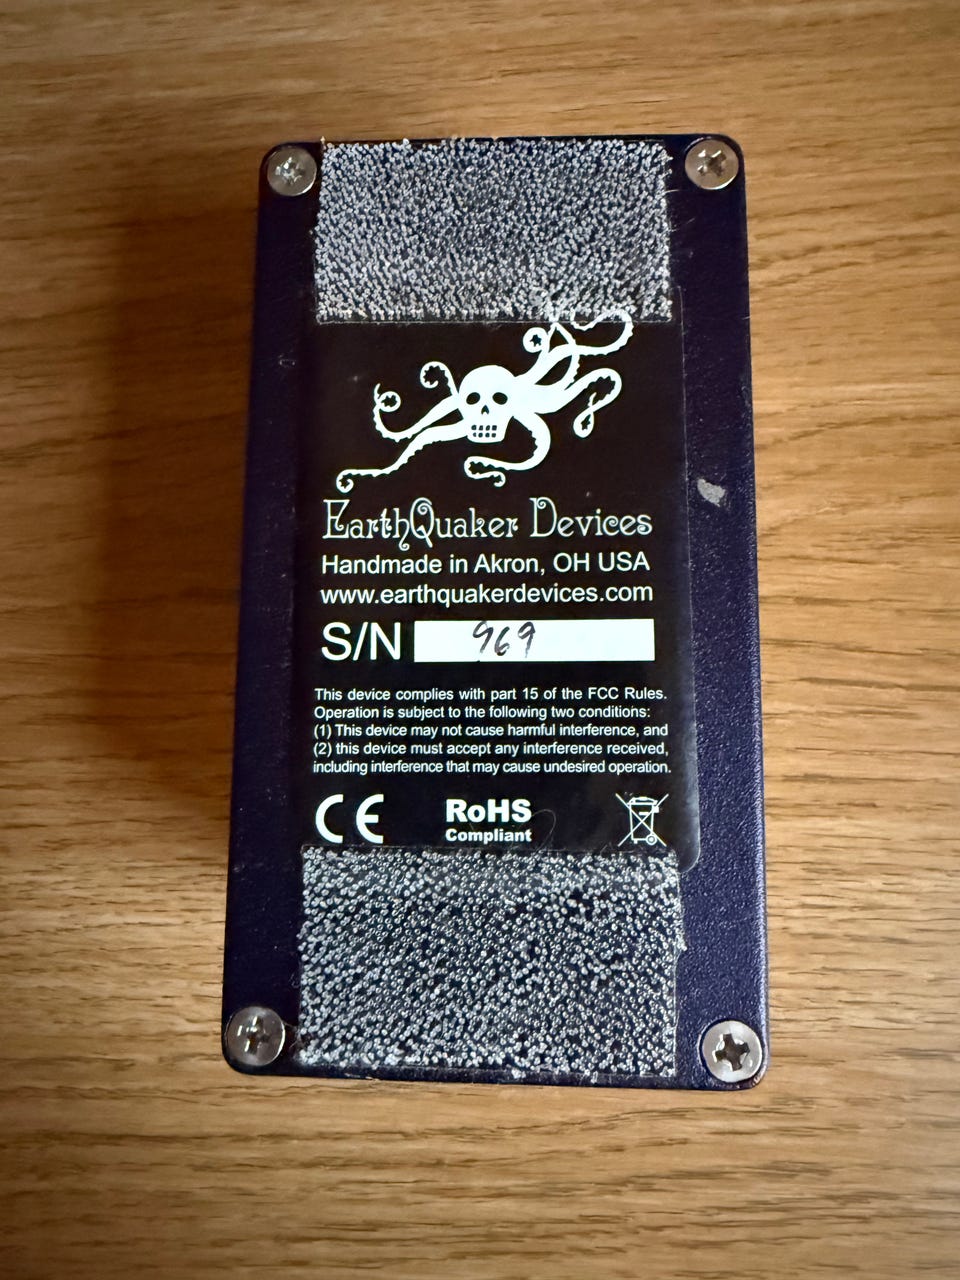 EarthQuaker Devices
Handmade in Akron, OH USA
www.earthquakerdevices.com
S/N 969
This device complies with part 15 of the FCC Rules.
Operation is subject to the following two conditions:
(1) This device may not cause harmful interference, and
(2) this device must accept any interference received,
including interference that may cause undesired operation.
CE RoHS
Compliant